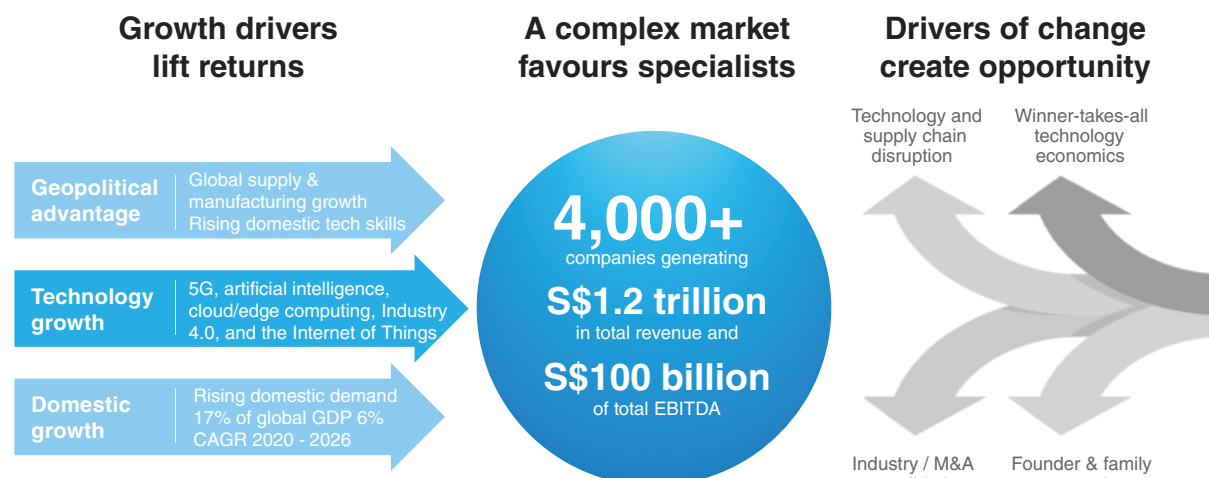 Growth drivers
lift returns
Geopolitical
advantage
Global supply &
manufacturing growth
Rising domestic tech skills
Technology
growth
5G, artificial intelligence,
cloud/edge computing, Industry
4.0, and the Internet of Things
Domestic
growth
Rising domestic demand
17% of global GDP 6%
CAGR 2020 - 2026
A complex market
favours specialists
4,000+
companies generating
S$1.2 trillion
in total revenue and
S$100 billion
of total EBITDA
Drivers of change
create opportunity
Technology and
supply chain
disruption
Winner-takes-all
technology
economics
Industry / M&A
Founder & family